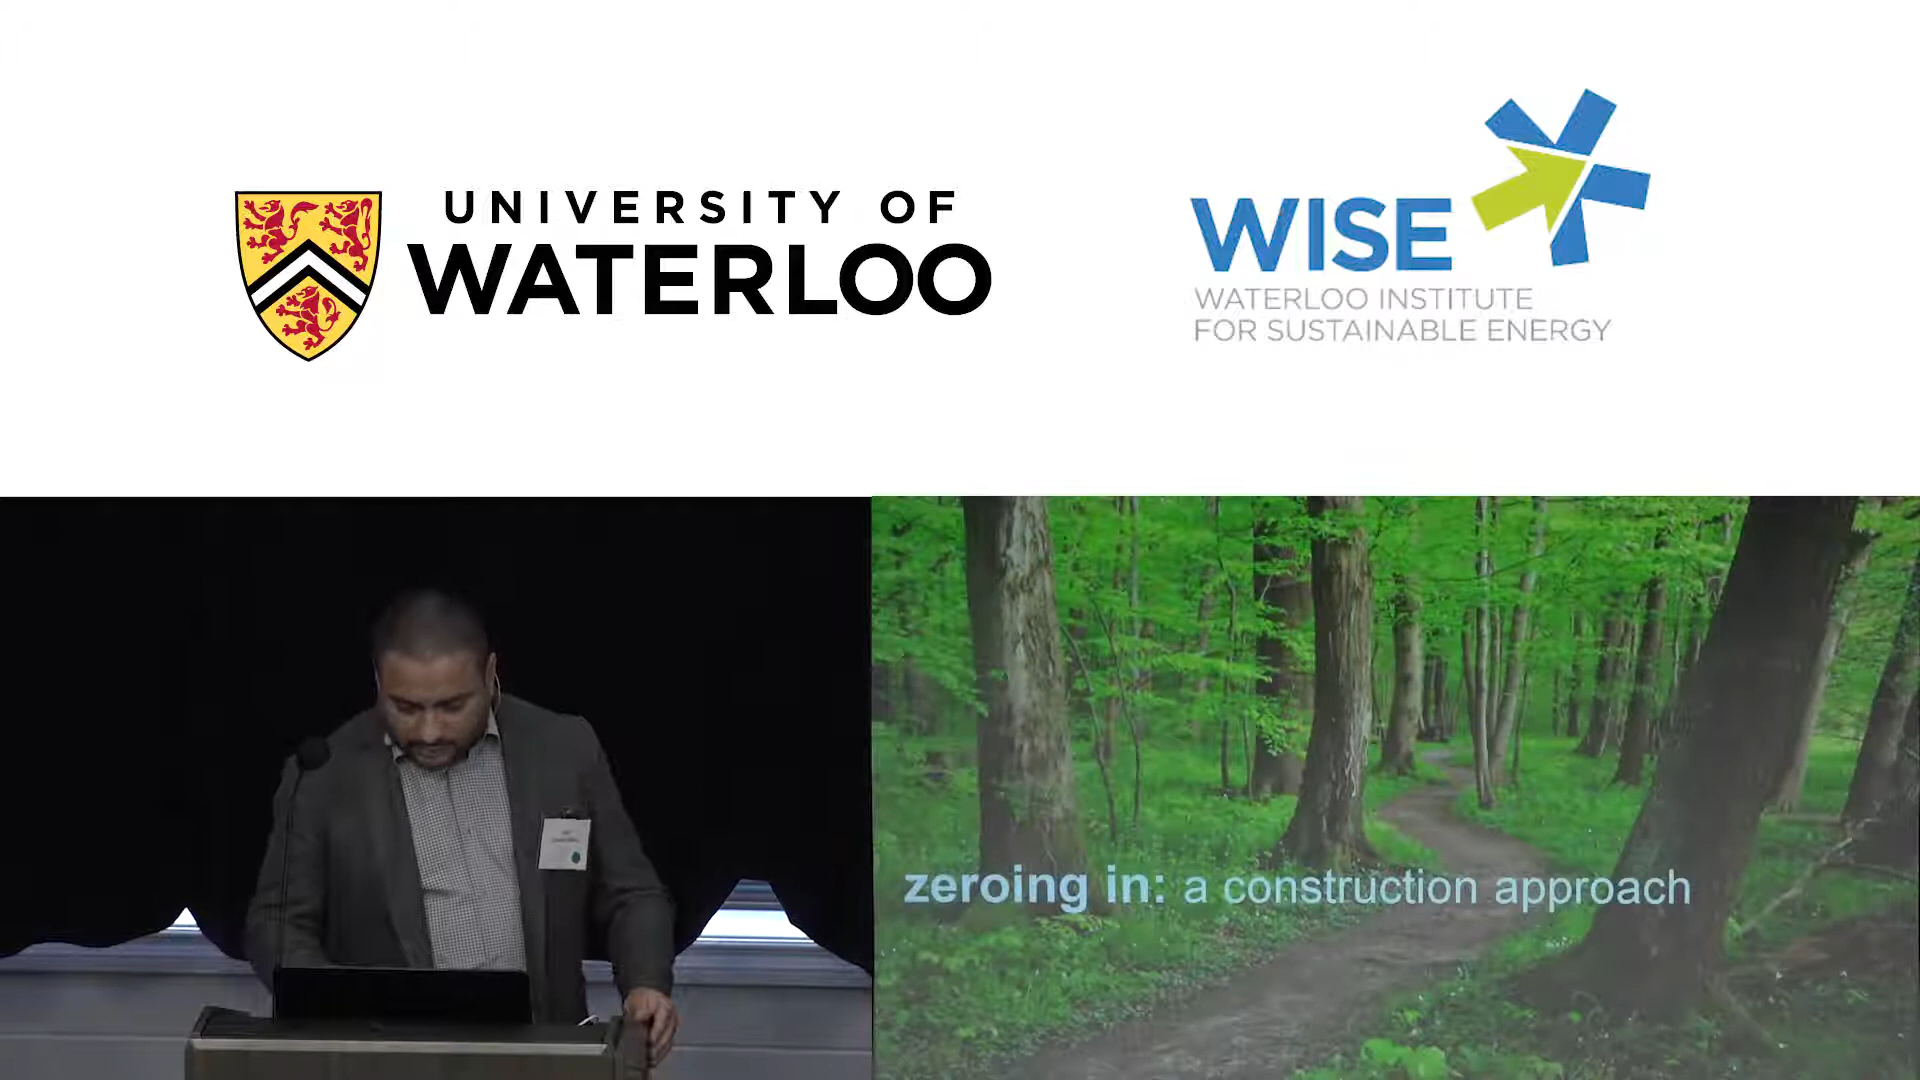 UNIVERSITY OF
WATERLOO
WISE
WATERLOO INSTITUTE
FOR SUSTAINABLE ENERGY
zeroing in: a construction approach